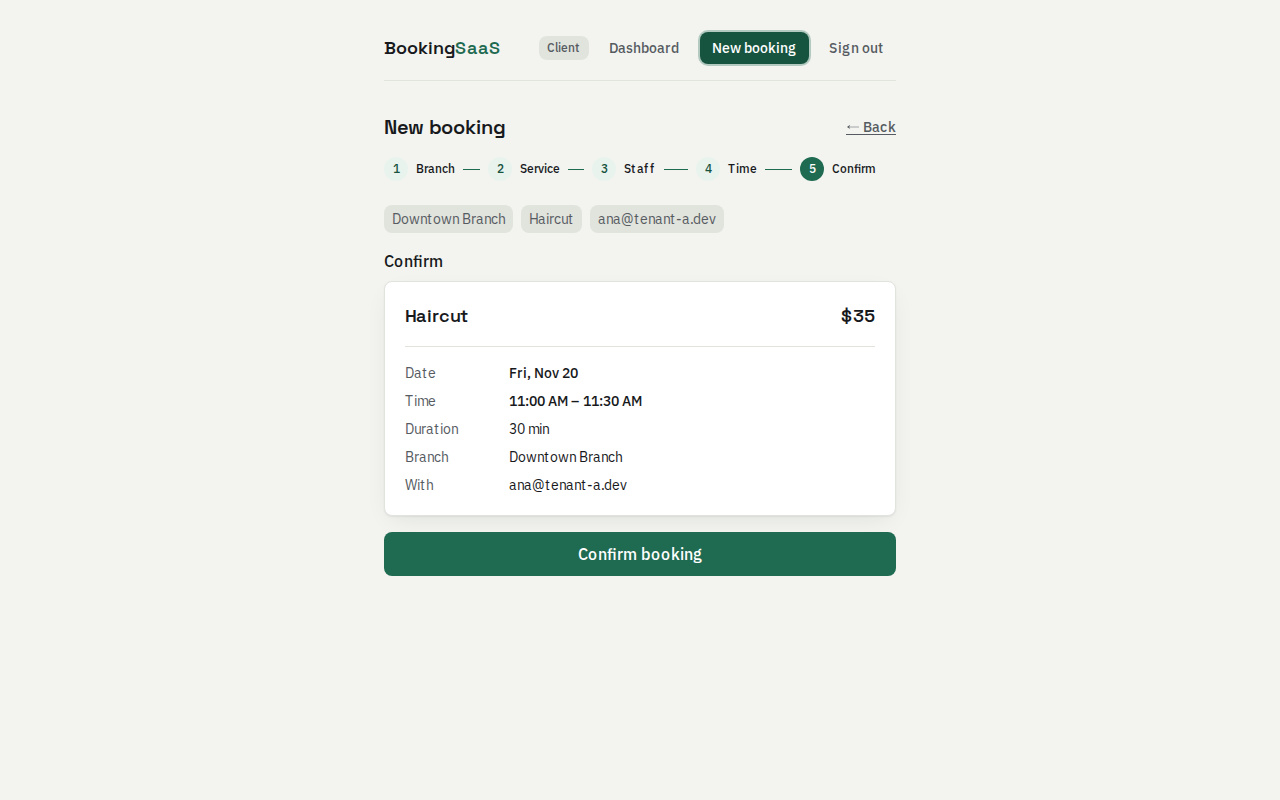 BookingSaaS Client Dashboard New booking Sign out
New booking ← Back
1 Branch 2 Service 3 Staff 4 Time 5 Confirm
Downtown Branch Haircut ana@tenant-a.dev
Confirm
Haircut $35
Date Fri, Nov 20
Time 11:00 AM – 11:30 AM
Duration 30 min
Branch Downtown Branch
With ana@tenant-a.dev
Confirm booking